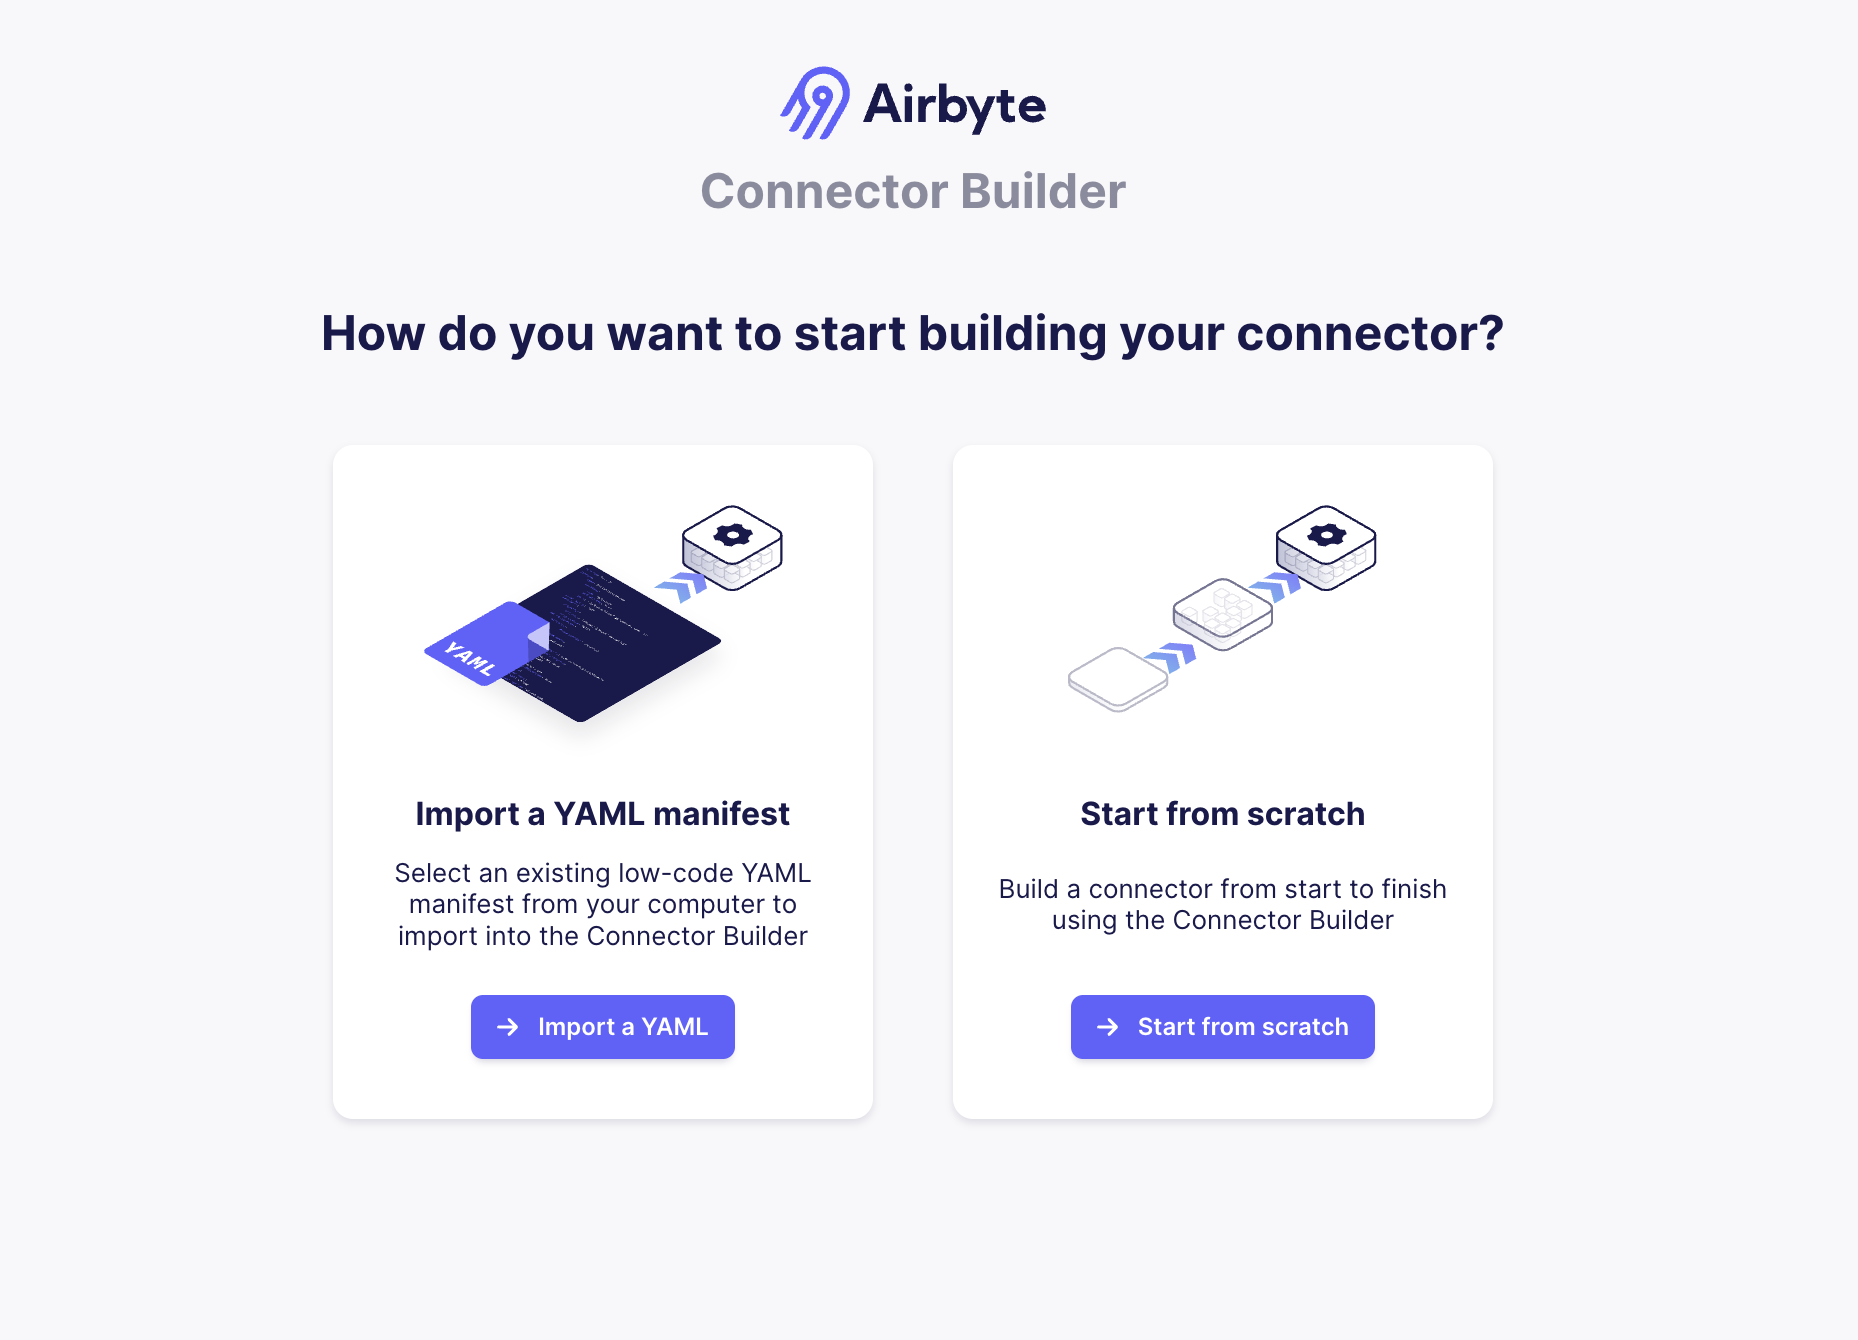 Airbyte
Connector Builder
How do you want to start building your connector?
YAML
Import a YAML manifest
Select an existing low-code YAML
manifest from your computer to
import into the Connector Builder
Import a YAML
Start from scratch
Build a connector from start to finish
using the Connector Builder
Start from scratch